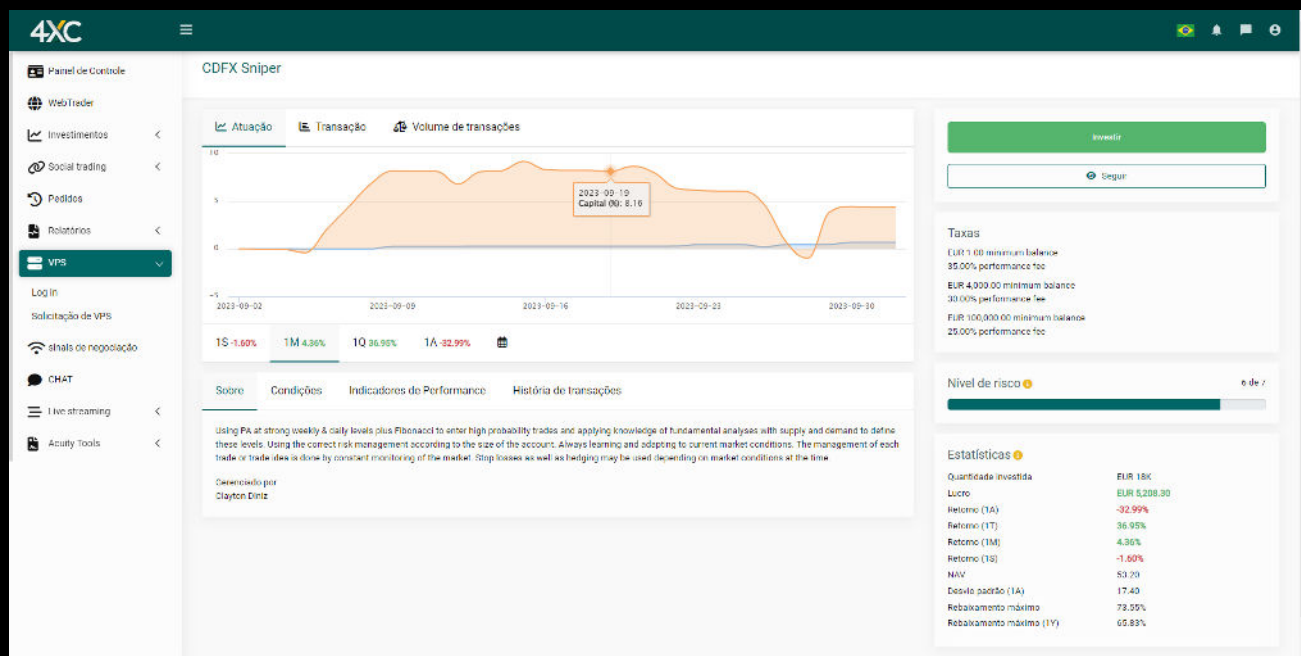 4XC
Painel de Controle
WebTrader
Investimentos
Social trading
Pedidos
Relatórios
VPS
Log in
Solicitação de VPS
sinais de negociação
CHAT
Live streaming
Acuity Tools
CDFX Sniper
Atuação Transação Volume de transações
10
5
0
-5
2023-09-19
Capital (%): 8.16
2023-09-02 2023-09-09 2023-09-16 2023-09-23 2023-09-30
1S -1.60% 1M 4.36% 1Q 36.95% 1A -32.99%
Sobre Condições Indicadores de Performance História de transações
Using PA at strong weekly & daily levels plus Fibonacci to enter high probability trades and applying knowledge of fundamental analyses with supply and demand to define
these levels. Using the correct risk management according to the size of the account. Always learning and adapting to current market conditions. The management of each
trade or trade idea is done by constant monitoring of the market. Stop losses as well as hedging may be used depending on market conditions at the time
Gerenciado por
Clayton Diniz
Investir
Seguir
Taxas
EUR 1.00 minimum balance
35.00% performance fee
EUR 4,000.00 minimum balance
30.00% performance fee
EUR 100,000.00 minimum balance
25.00% performance fee
Nível de risco 6 de 7
Estatísticas
Quantidade investida EUR 18K
Lucro EUR 5,208.30
Retorno (1A) -32.99%
Retorno (1T) 36.95%
Retorno (1M) 4.36%
Retorno (1S) -1.60%
NAV 53.20
Desvio padrão (1A) 17.40
Rebaixamento máximo 73.55%
Rebaixamento máximo (1Y) 65.83%